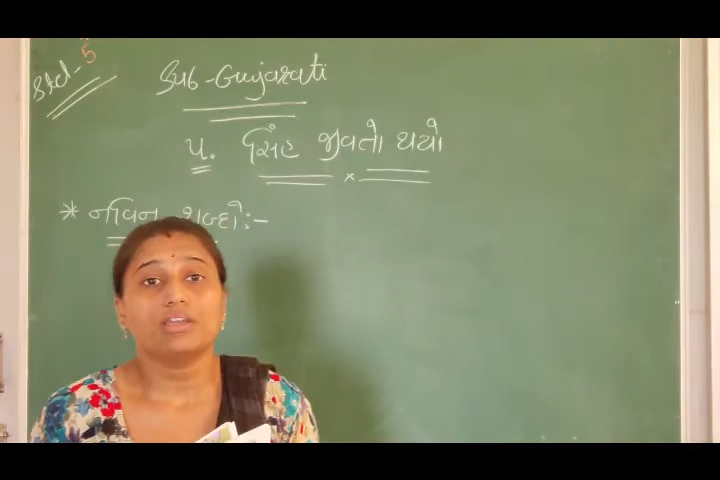 Std - 5
Sub - Gujarati
૫. સિંહ જીવતો થયો
* નવિન શબ્દો :-